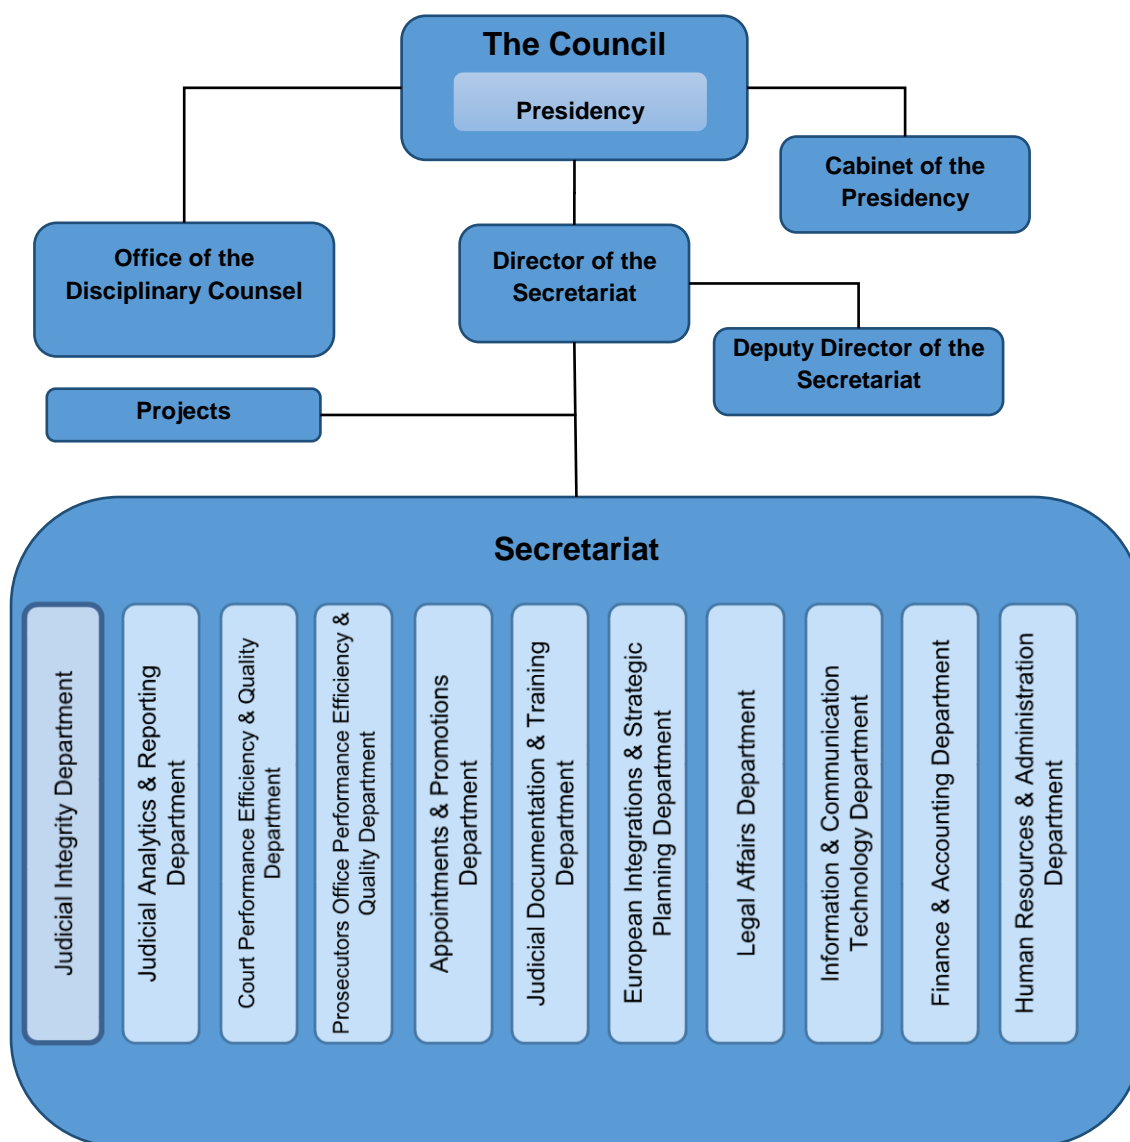 The Council
Presidency
Cabinet of the
Presidency
Office of the
Disciplinary Counsel
Director of the
Secretariat
Deputy Director of the
Secretariat
Projects
Secretariat
Judicial Integrity Department
Judicial Analytics & Reporting
Department
Court Performance Efficiency & Quality
Department
Prosecutors Office Performance Efficiency &
Quality Department
Appointments & Promotions
Department
Judicial Documentation & Training
Department
European Integrations & Strategic
Planning Department
Legal Affairs Department
Information & Communication
Technology Department
Finance & Accounting Department
Human Resources & Administration
Department